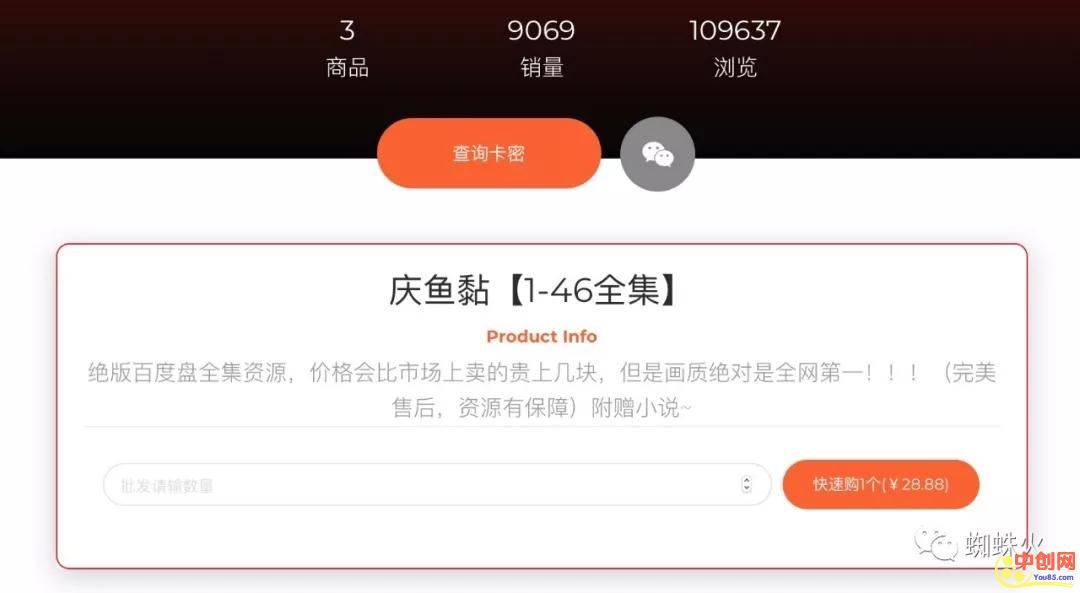 3 9069 109637
商品 销量 浏览
查询卡密
庆鱼黏【1-46全集】
Product Info
绝版百度盘全集资源，价格会比市场上卖的贵上几块，但是画质绝对是全网第一！！！（完美
售后，资源有保障）附赠小说~
批发请输数量
快速购1个(￥28.88)
蜘蛛火
中创网
You85.com